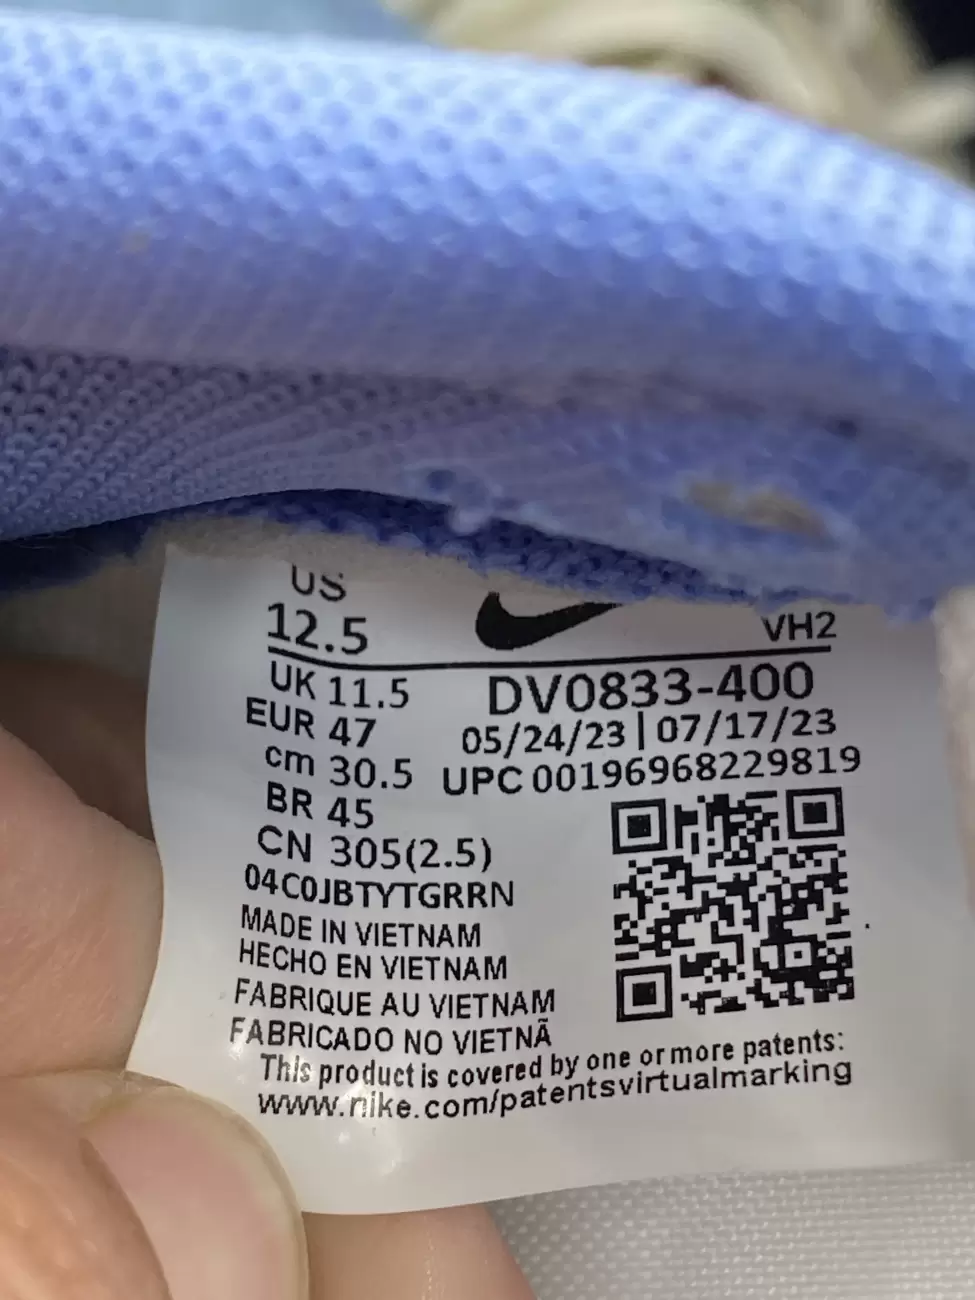 US
12.5
VH2
UK 11.5
DV0833-400
EUR 47
05/24/23 | 07/17/23
cm 30.5
UPC 00196968229819
BR 45
CN 305(2.5)
04C0JBTYTGRRN
MADE IN VIETNAM
HECHO EN VIETNAM
FABRIQUE AU VIETNAM
FABRICADO NO VIETNÃ
This product is covered by one or more patents:
www.nike.com/patentsvirtualmarking